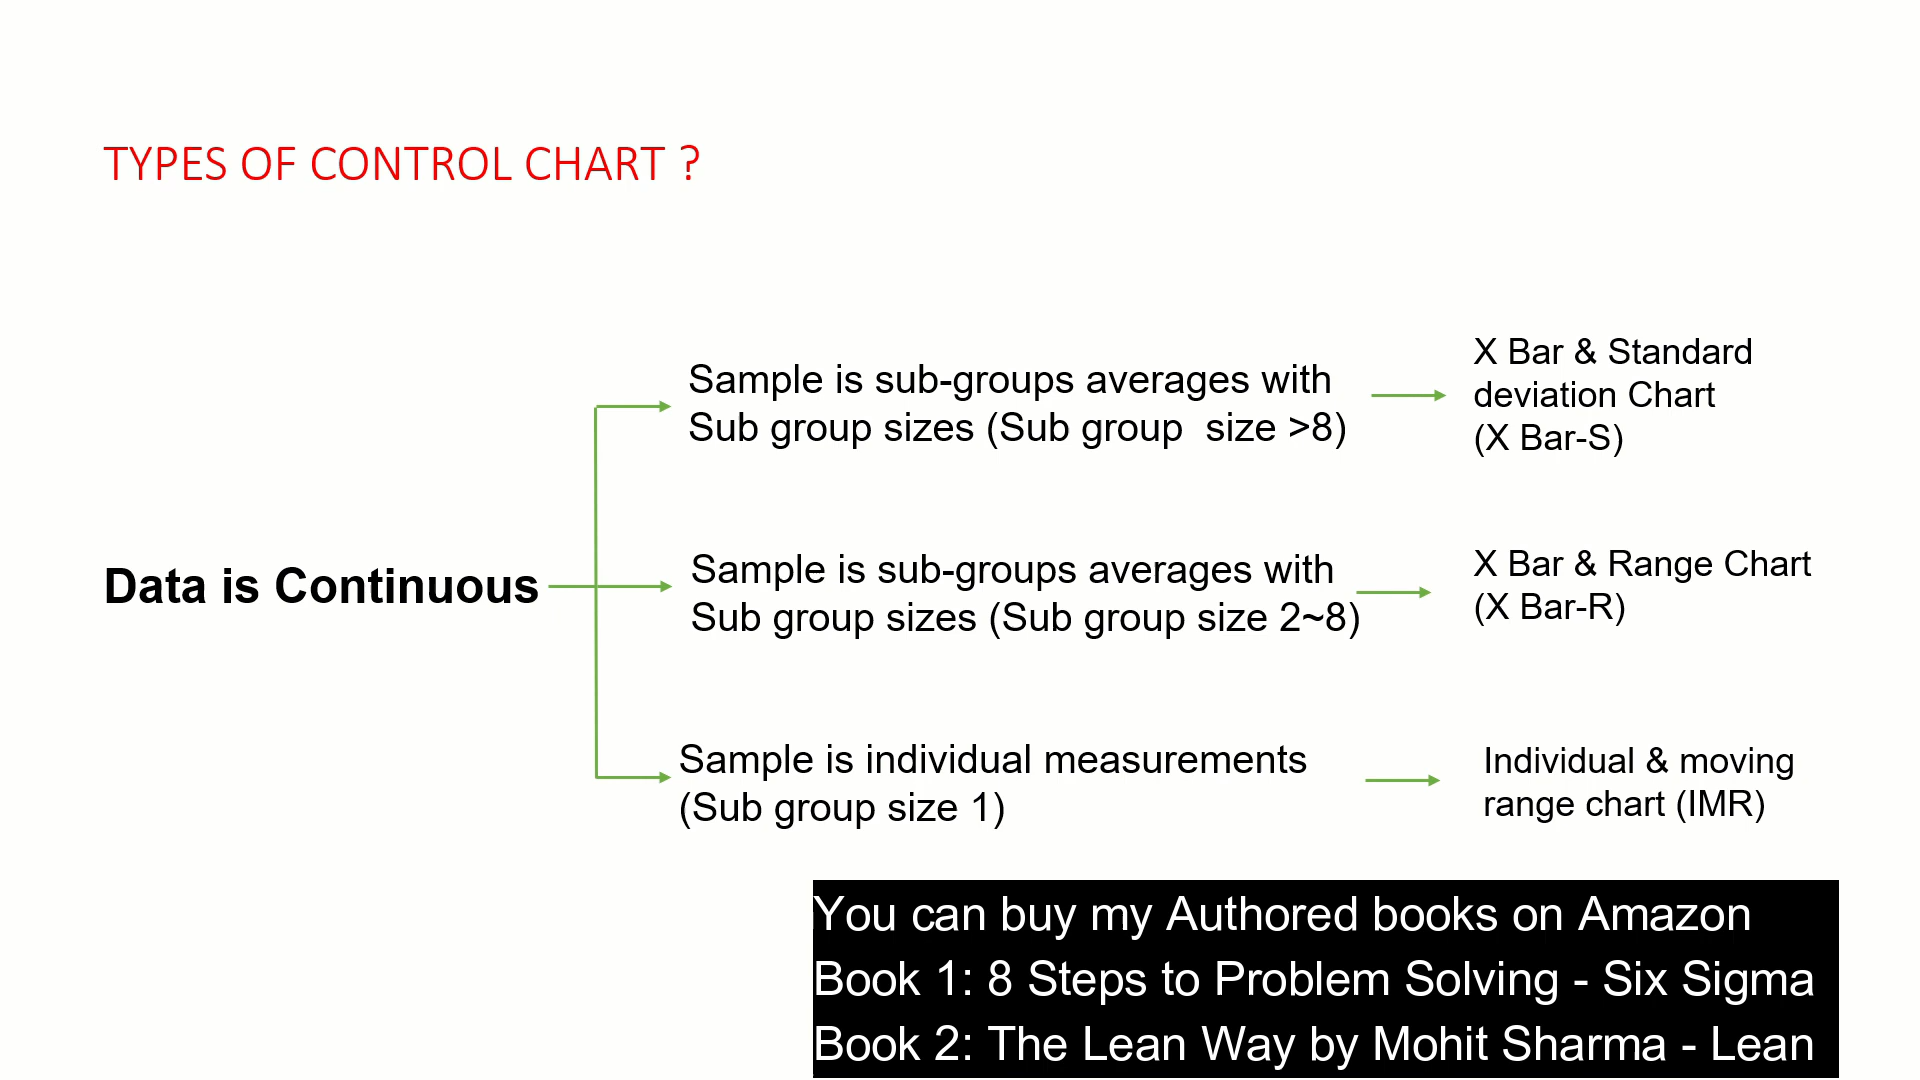 TYPES OF CONTROL CHART ?
Sample is sub-groups averages with
Sub group sizes (Sub group  size >8)
X Bar & Standard
deviation Chart
(X Bar-S)
Data is Continuous
Sample is sub-groups averages with
Sub group sizes (Sub group size 2~8)
X Bar & Range Chart
(X Bar-R)
Sample is individual measurements
(Sub group size 1)
Individual & moving
range chart (IMR)
You can buy my Authored books on Amazon
Book 1: 8 Steps to Problem Solving - Six Sigma
Book 2: The Lean Way by Mohit Sharma - Lean